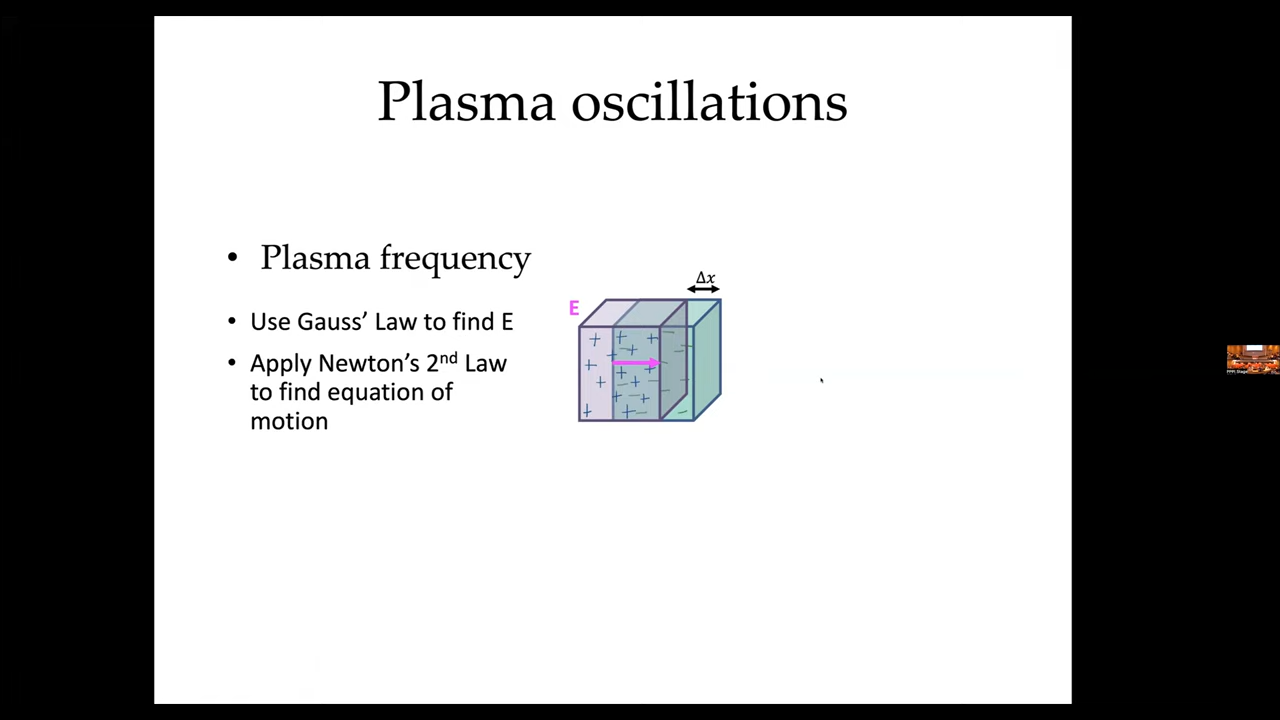 Plasma oscillations
• Plasma frequency
• Use Gauss’ Law to find E
• Apply Newton’s 2nd Law
to find equation of
motion
Δx
E